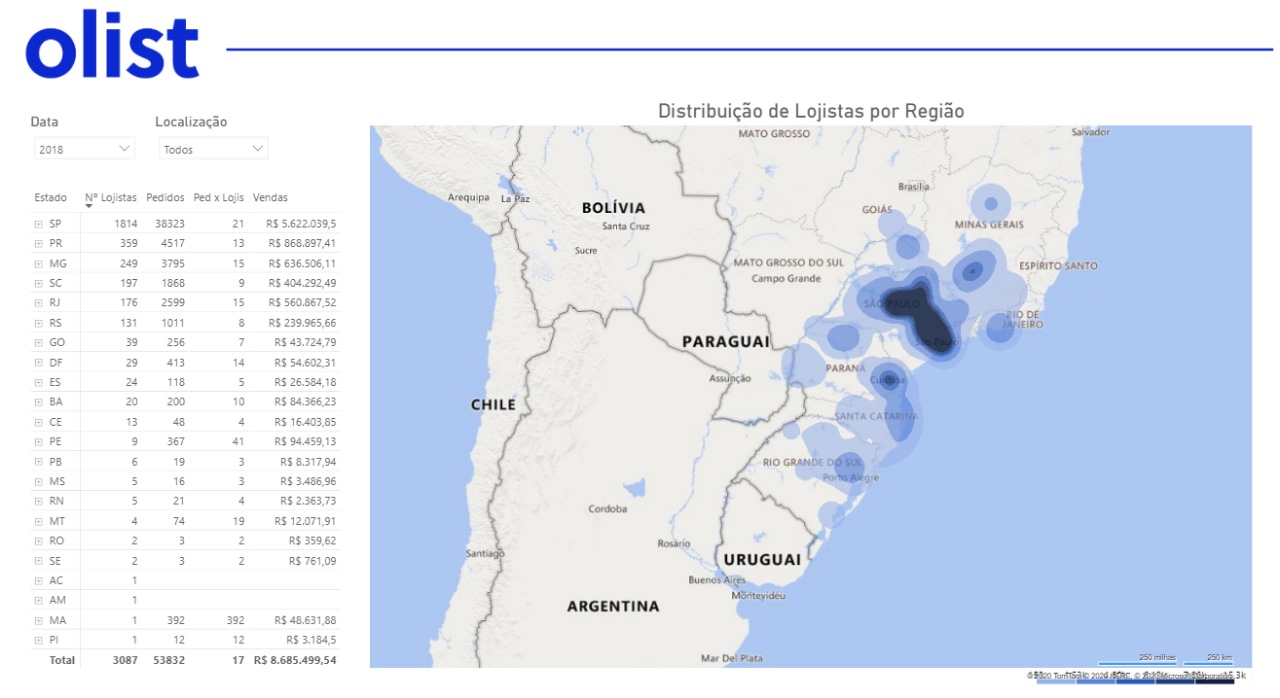 olist
Data
Localização
2018
Todos
Estado Nº Lojistas Pedidos Ped x Lojis Vendas
SP 1814 38323 21 R$ 5.622.039,5
PR 359 4517 13 R$ 868.897,41
MG 249 3795 15 R$ 636.506,11
SC 197 1868 9 R$ 404.292,49
RJ 176 2599 15 R$ 560.867,52
RS 131 1011 8 R$ 239.965,66
GO 39 256 7 R$ 43.724,79
DF 29 413 14 R$ 54.602,31
ES 24 118 5 R$ 26.584,18
BA 20 200 10 R$ 84.366,23
CE 13 48 4 R$ 16.403,85
PE 9 367 41 R$ 94.459,13
PB 6 19 3 R$ 8.317,94
MS 5 16 3 R$ 3.486,96
RN 5 21 4 R$ 2.363,73
MT 4 74 19 R$ 12.071,91
RO 2 3 2 R$ 359,62
SE 2 3 2 R$ 761,09
AC 1
AM 1
MA 1 392 392 R$ 48.631,88
PI 1 12 12 R$ 3.184,5
Total 3087 53832 17 R$ 8.685.499,54
Distribuição de Lojistas por Região
MATO GROSSO
Salvador
Brasília
Arequipa
La Paz
BOLÍVIA
GOIÁS
Santa Cruz
MINAS GERAIS
Sucre
MATO GROSSO DO SUL
ESPÍRITO SANTO
Campo Grande
SÃO PAULO
RIO DE
JANEIRO
PARAGUAI
São Paulo
PARANÁ
Assunção
Curitiba
CHILE
SANTA CATARINA
RIO GRANDE DO SUL
Porto Alegre
Cordoba
Rosário
Santiago
URUGUAI
Buenos Aires
Montevidéu
ARGENTINA
Mar Del Plata
250 milhas
250 km